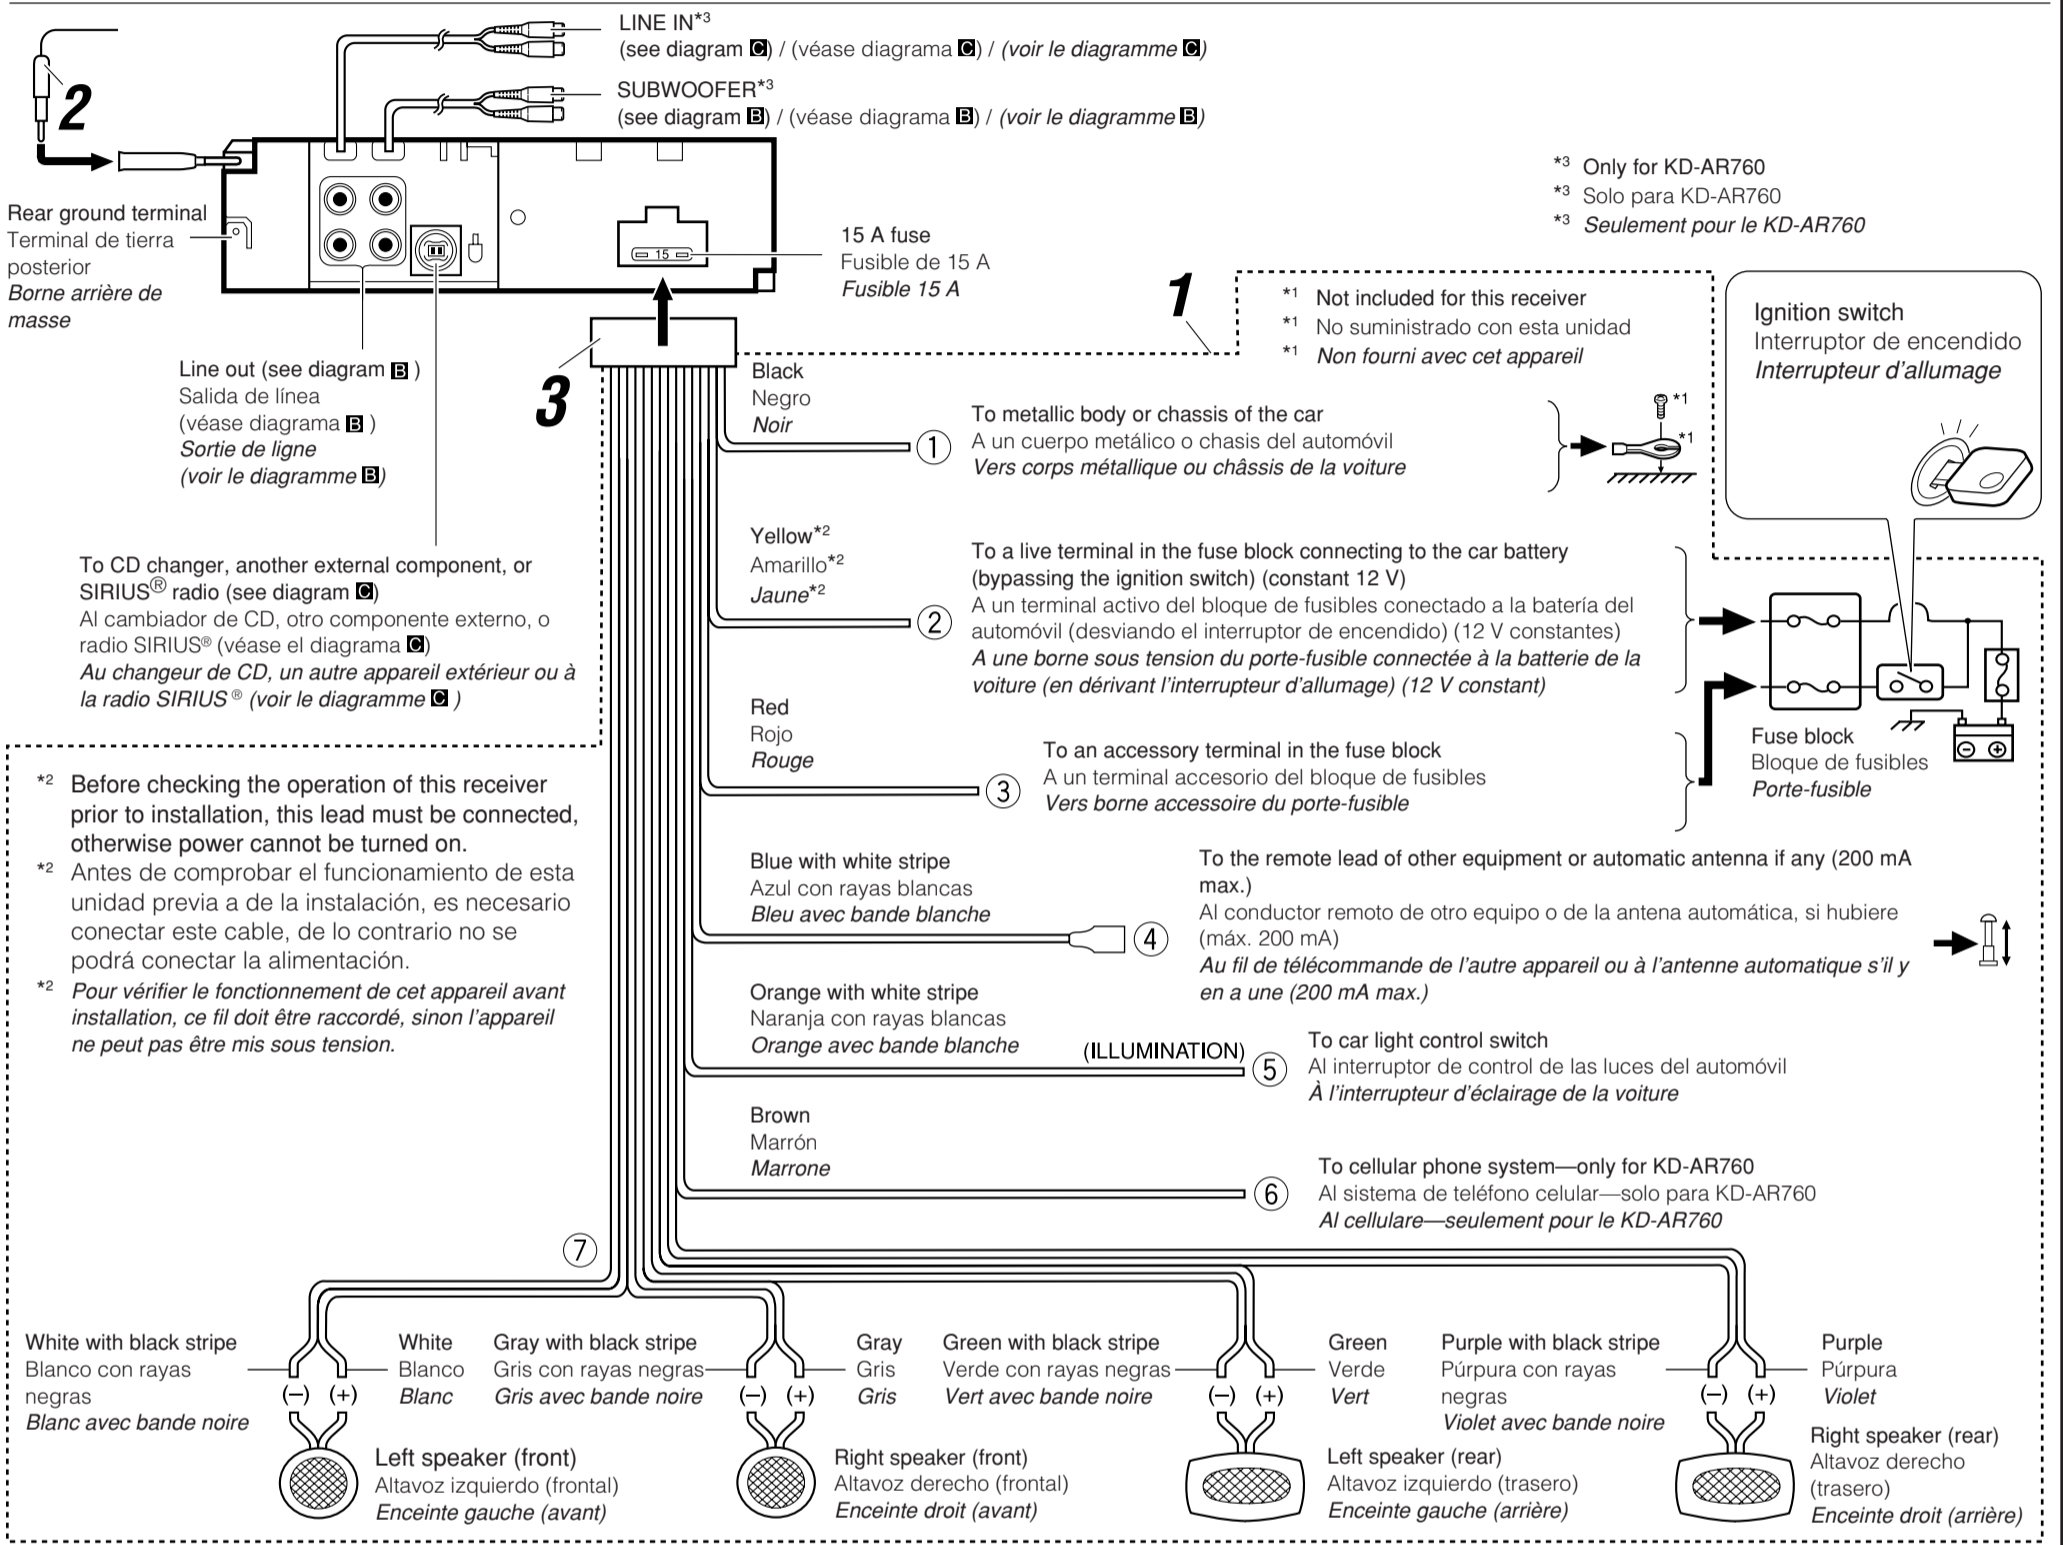 LINE IN*3
(see diagram C) / (véase diagrama C) / (voir le diagramme C)
SUBWOOFER*3
(see diagram B) / (véase diagrama B) / (voir le diagramme B)
2
*3 Only for KD-AR760
*3 Solo para KD-AR760
*3 Seulement pour le KD-AR760
Rear ground terminal
Terminal de tierra
posterior
Borne arrière de
masse
15
15 A fuse
Fusible de 15 A
Fusible 15 A
1
*1 Not included for this receiver
*1 No suministrado con esta unidad
*1 Non fourni avec cet appareil
Ignition switch
Interruptor de encendido
Interrupteur d'allumage
Line out (see diagram B )
Salida de línea
(véase diagrama B )
Sortie de ligne
(voir le diagramme B)
3
Black
Negro
Noir
1
To metallic body or chassis of the car
A un cuerpo metálico o chasis del automóvil
Vers corps métallique ou châssis de la voiture
*1
*1
To CD changer, another external component, or
SIRIUS® radio (see diagram C)
Al cambiador de CD, otro componente externo, o
radio SIRIUS® (véase el diagrama C)
Au changeur de CD, un autre appareil extérieur ou à
la radio SIRIUS ® (voir le diagramme C )
Yellow*2
Amarillo*2
Jaune*2
2
To a live terminal in the fuse block connecting to the car battery
(bypassing the ignition switch) (constant 12 V)
A un terminal activo del bloque de fusibles conectado a la batería del
automóvil (desviando el interruptor de encendido) (12 V constantes)
A une borne sous tension du porte-fusible connectée à la batterie de la
voiture (en dérivant l'interrupteur d'allumage) (12 V constant)
Red
Rojo
Rouge
3
To an accessory terminal in the fuse block
A un terminal accesorio del bloque de fusibles
Vers borne accessoire du porte-fusible
Fuse block
Bloque de fusibles
Porte-fusible
*2 Before checking the operation of this receiver
prior to installation, this lead must be connected,
otherwise power cannot be turned on.
*2 Antes de comprobar el funcionamiento de esta
unidad previa a de la instalación, es necesario
conectar este cable, de lo contrario no se
podrá conectar la alimentación.
*2 Pour vérifier le fonctionnement de cet appareil avant
installation, ce fil doit être raccordé, sinon l'appareil
ne peut pas être mis sous tension.
Blue with white stripe
Azul con rayas blancas
Bleu avec bande blanche
4
To the remote lead of other equipment or automatic antenna if any (200 mA
max.)
Al conductor remoto de otro equipo o de la antena automática, si hubiere
(máx. 200 mA)
Au fil de télécommande de l'autre appareil ou à l'antenne automatique s'il y
en a une (200 mA max.)
Orange with white stripe
Naranja con rayas blancas
Orange avec bande blanche
(ILLUMINATION)
5
To car light control switch
Al interruptor de control de las luces del automóvil
À l'interrupteur d'éclairage de la voiture
Brown
Marrón
Marrone
6
To cellular phone system—only for KD-AR760
Al sistema de teléfono celular—solo para KD-AR760
Al cellulare—seulement pour le KD-AR760
7
White with black stripe
Blanco con rayas
negras
Blanc avec bande noire
(−) (+)
White
Blanco
Blanc
Left speaker (front)
Altavoz izquierdo (frontal)
Enceinte gauche (avant)
Gray with black stripe
Gris con rayas negras
Gris avec bande noire
(−) (+)
Gray
Gris
Gris
Right speaker (front)
Altavoz derecho (frontal)
Enceinte droit (avant)
Green with black stripe
Verde con rayas negras
Vert avec bande noire
(−) (+)
Green
Verde
Vert
Left speaker (rear)
Altavoz izquierdo (trasero)
Enceinte gauche (arrière)
Purple with black stripe
Púrpura con rayas
negras
Violet avec bande noire
(−) (+)
Purple
Púrpura
Violet
Right speaker (rear)
Altavoz derecho
(trasero)
Enceinte droit (arrière)